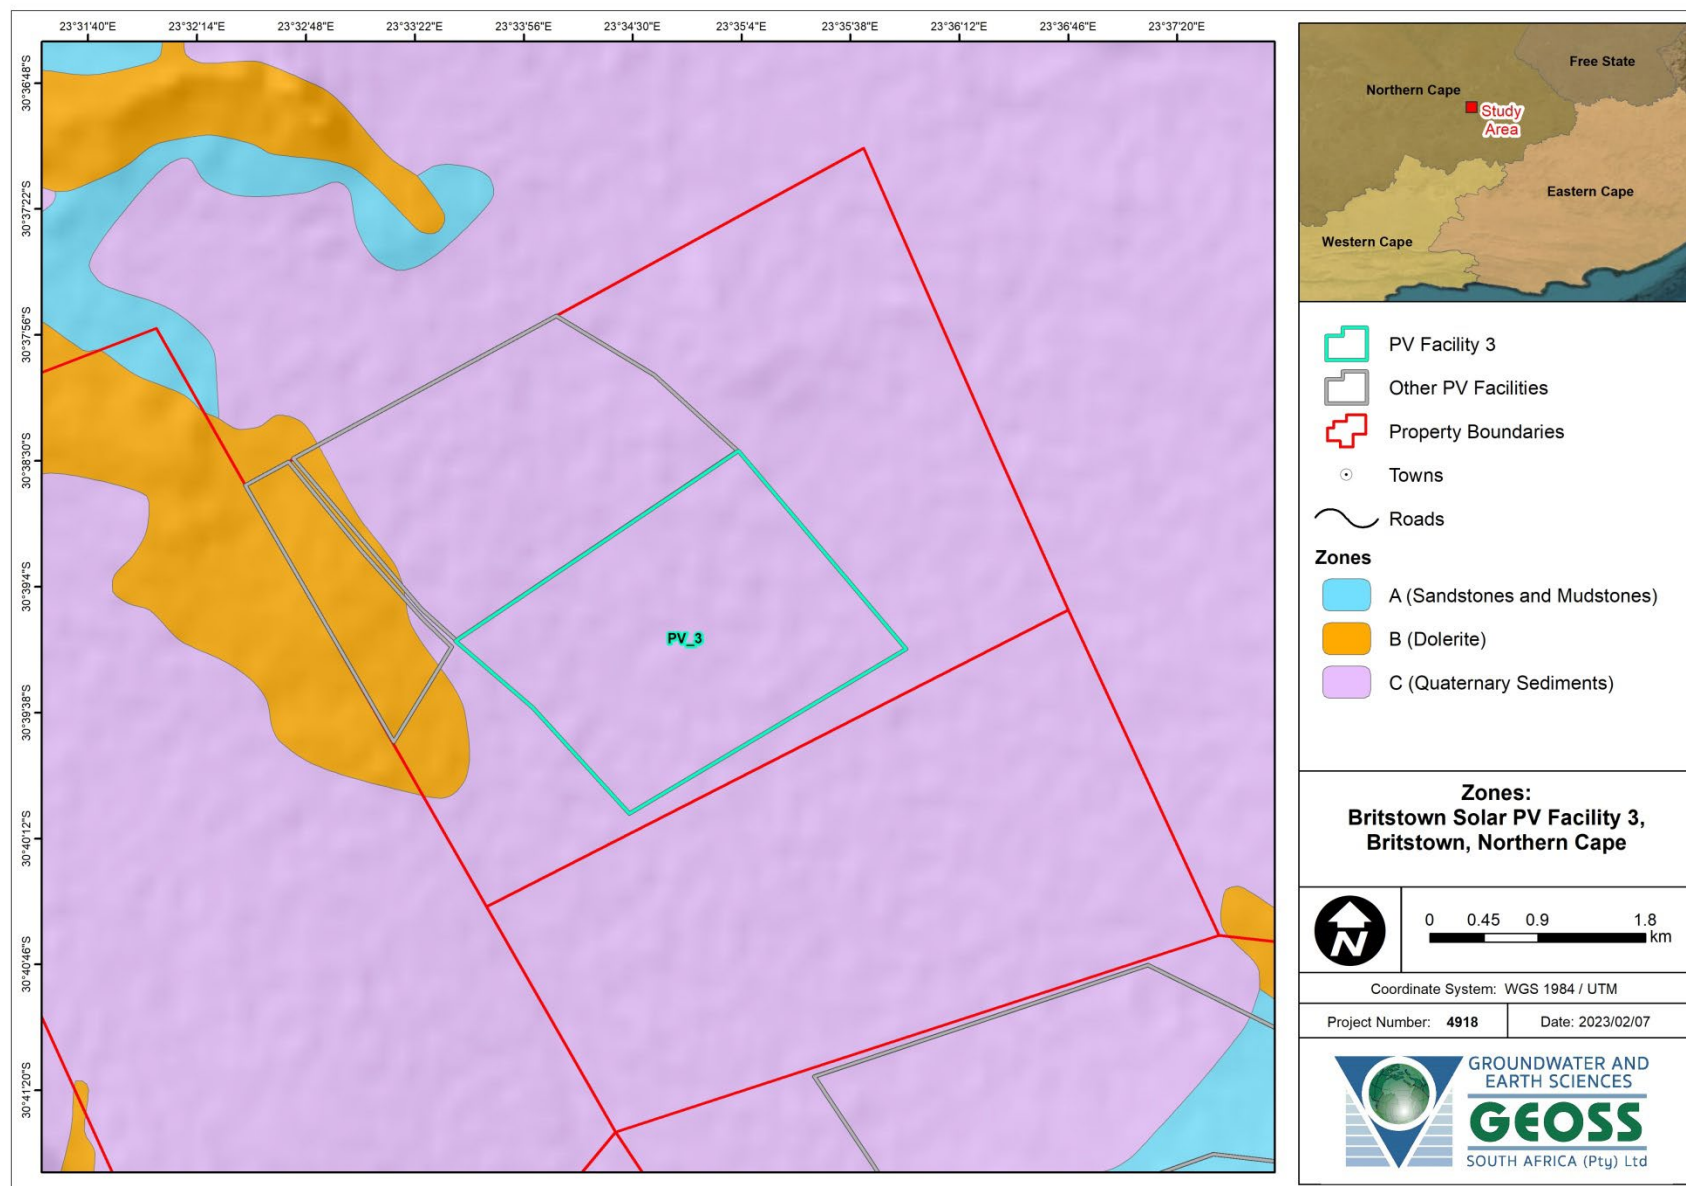 23°31'40"E
23°32'14"E
23°32'48"E
23°33'22"E
23°33'56"E
23°34'30"E
23°35'4"E
23°35'38"E
23°36'12"E
23°36'46"E
23°37'20"E
30°36'48"S
30°37'22"S
30°37'56"S
30°38'30"S
30°39'4"S
30°39'38"S
30°40'12"S
30°40'46"S
30°41'20"S
PV_3
Free State
Northern Cape
Study
Area
Eastern Cape
Western Cape
PV Facility 3
Other PV Facilities
Property Boundaries
Towns
Roads
Zones
A (Sandstones and Mudstones)
B (Dolerite)
C (Quaternary Sediments)
Zones:
Britstown Solar PV Facility 3,
Britstown, Northern Cape
N
0 0.45 0.9 1.8
km
Coordinate System: WGS 1984 / UTM
Project Number: 4918 Date: 2023/02/07
GROUNDWATER AND
EARTH SCIENCES
GEOSS
SOUTH AFRICA (Pty) Ltd